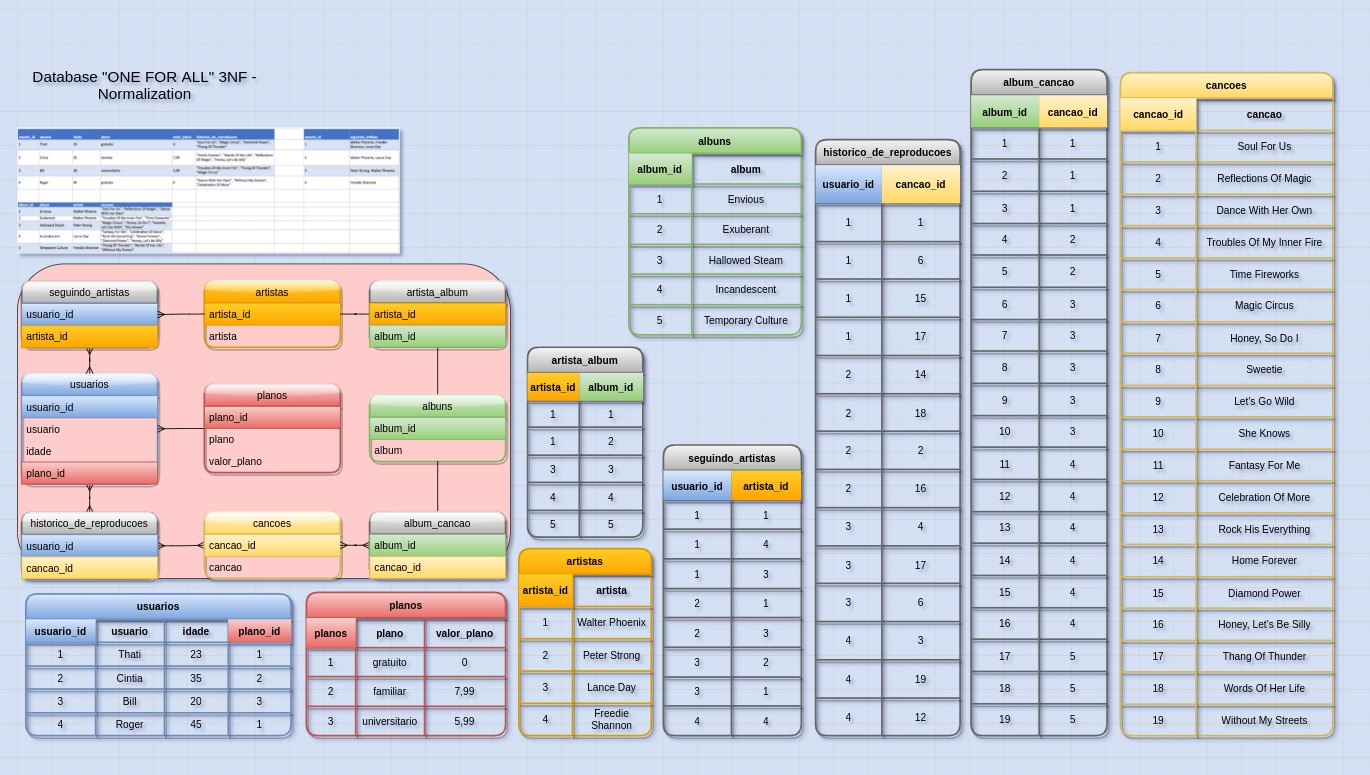 Database "ONE FOR ALL" 3NF -
Normalization
seguindo_artistas
usuario_id
artista_id
artistas
artista_id
artista
artista_album
artista_id
album_id
usuarios
usuario_id
usuario
idade
plano_id
planos
plano_id
plano
valor_plano
albuns
album_id
album
historico_de_reproducoes
usuario_id
cancao_id
cancoes
cancao_id
cancao
album_cancao
album_id
cancao_id
usuarios
usuario_id usuario idade plano_id
1 Thati 23 1
2 Cintia 35 2
3 Bill 20 3
4 Roger 45 1
planos
planos plano valor_plano
1 gratuito 0
2 familiar 7,99
3 universitario 5,99
artista_album
artista_id album_id
1 1
1 2
3 3
4 4
5 5
artistas
artista_id artista
1 Walter Phoenix
2 Peter Strong
3 Lance Day
4 Freedie
Shannon
albuns
album_id album
1 Envious
2 Exuberant
3 Hallowed Steam
4 Incandescent
5 Temporary Culture
seguindo_artistas
usuario_id artista_id
1 1
1 4
1 3
2 1
2 3
3 2
3 1
4 4
historico_de_reproducoes
usuario_id cancao_id
1 1
1 6
1 15
1 17
2 14
2 18
2 2
2 16
3 4
3 17
3 6
4 3
4 19
4 12
album_cancao
album_id cancao_id
1 1
2 1
3 1
4 2
5 2
6 3
7 3
8 3
9 3
10 3
11 4
12 4
13 4
14 4
15 4
16 4
17 5
18 5
19 5
cancoes
cancao_id cancao
1 Soul For Us
2 Reflections Of Magic
3 Dance With Her Own
4 Troubles Of My Inner Fire
5 Time Fireworks
6 Magic Circus
7 Honey, So Do I
8 Sweetie
9 Let's Go Wild
10 She Knows
11 Fantasy For Me
12 Celebration Of More
13 Rock His Everything
14 Home Forever
15 Diamond Power
16 Honey, Let's Be Silly
17 Thang Of Thunder
18 Words Of Her Life
19 Without My Streets